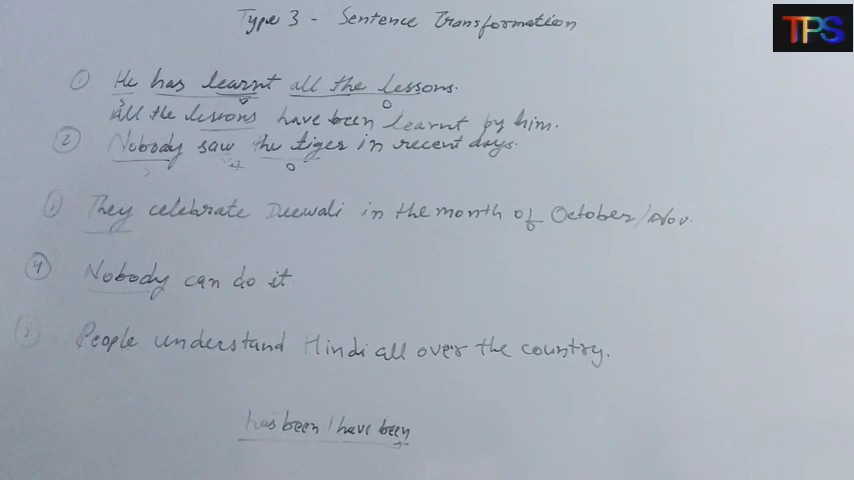 Type 3 - Sentence Transformation
TPS
① He has learnt all the lessons.
S V O
All the lessons have been learnt by him.
② Nobody saw the tiger in recent days.
O
③ They celebrate Deewali in the month of October/Nov.
④ Nobody can do it
⑤ People understand Hindi all over the country.
has been / have been